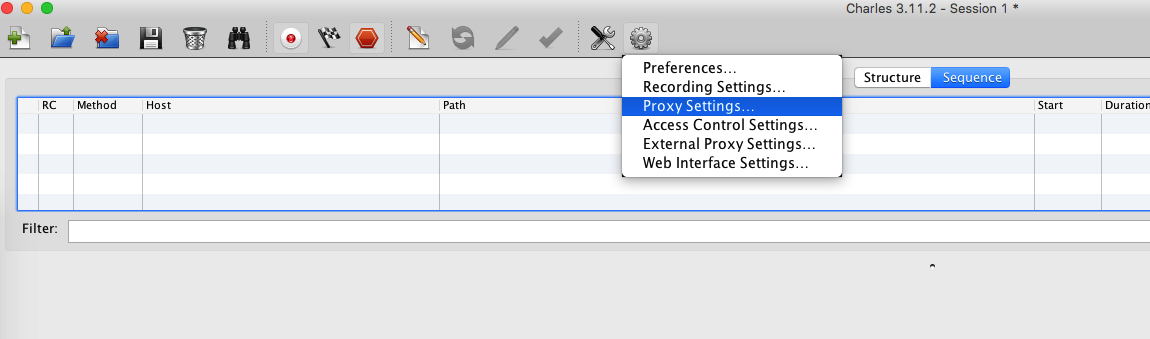 Charles 3.11.2 - Session 1 *
Preferences...
Recording Settings...
Proxy Settings...
Access Control Settings...
External Proxy Settings...
Web Interface Settings...
Structure
Sequence
RC
Method
Host
Path
Start
Duration
Filter: